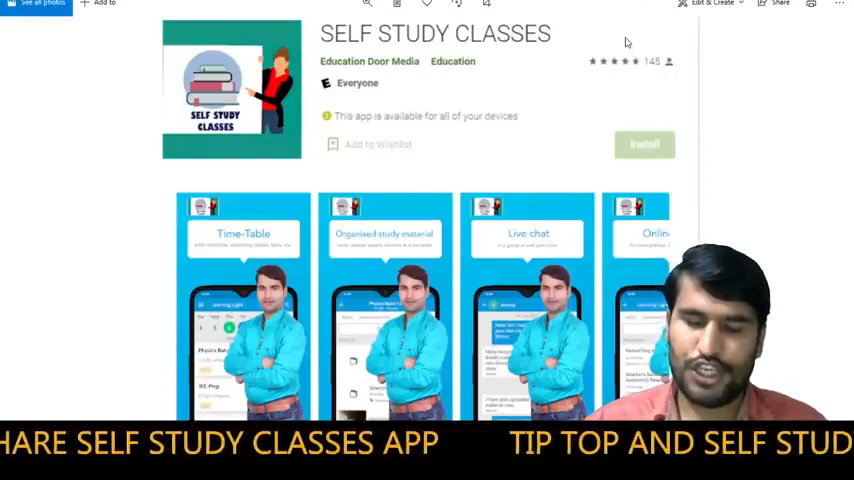 See all photos
Add to
Edit & Create
Share
SELF STUDY CLASSES
Education Door Media Education
145
E Everyone
This app is available for all of your devices
Add to Wishlist
Install
SELF STUDY
CLASSES
Time-Table
Organised study material
Live chat
Onlin
HARE SELF STUDY CLASSES APP
TIP TOP AND SELF STUD